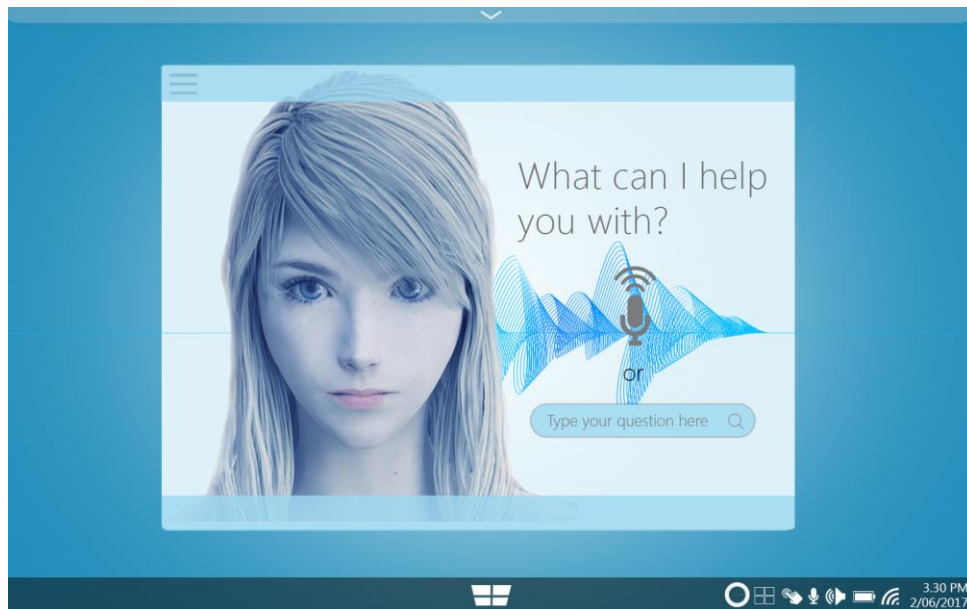 What can I help
you with?
or
Type your question here
3.30 PM
2/06/2017